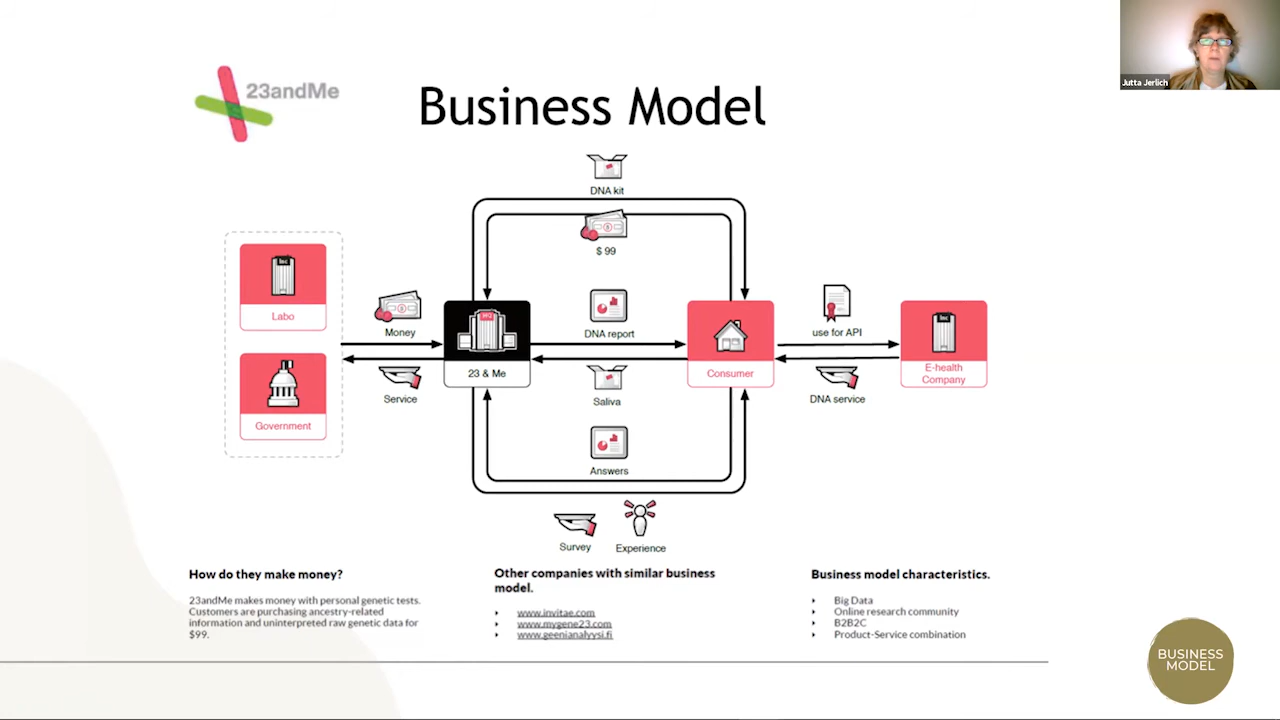 Jutta Jerlich
23andMe
Business Model
DNA kit
$ 99
Labo
Money
DNA report
use for API
23 & Me
Consumer
E-health
Company
Service
Saliva
DNA service
Government
Answers
Survey
Experience
How do they make money?
23andMe makes money with personal genetic tests.
Customers are purchasing ancestry-related
information and uninterpreted raw genetic data for
$99.
Other companies with similar business
model.
www.invitae.com
www.mygene23.com
www.geenianalyysi.fi
Business model characteristics.
Big Data
Online research community
B2B2C
Product-Service combination
BUSINESS
MODEL